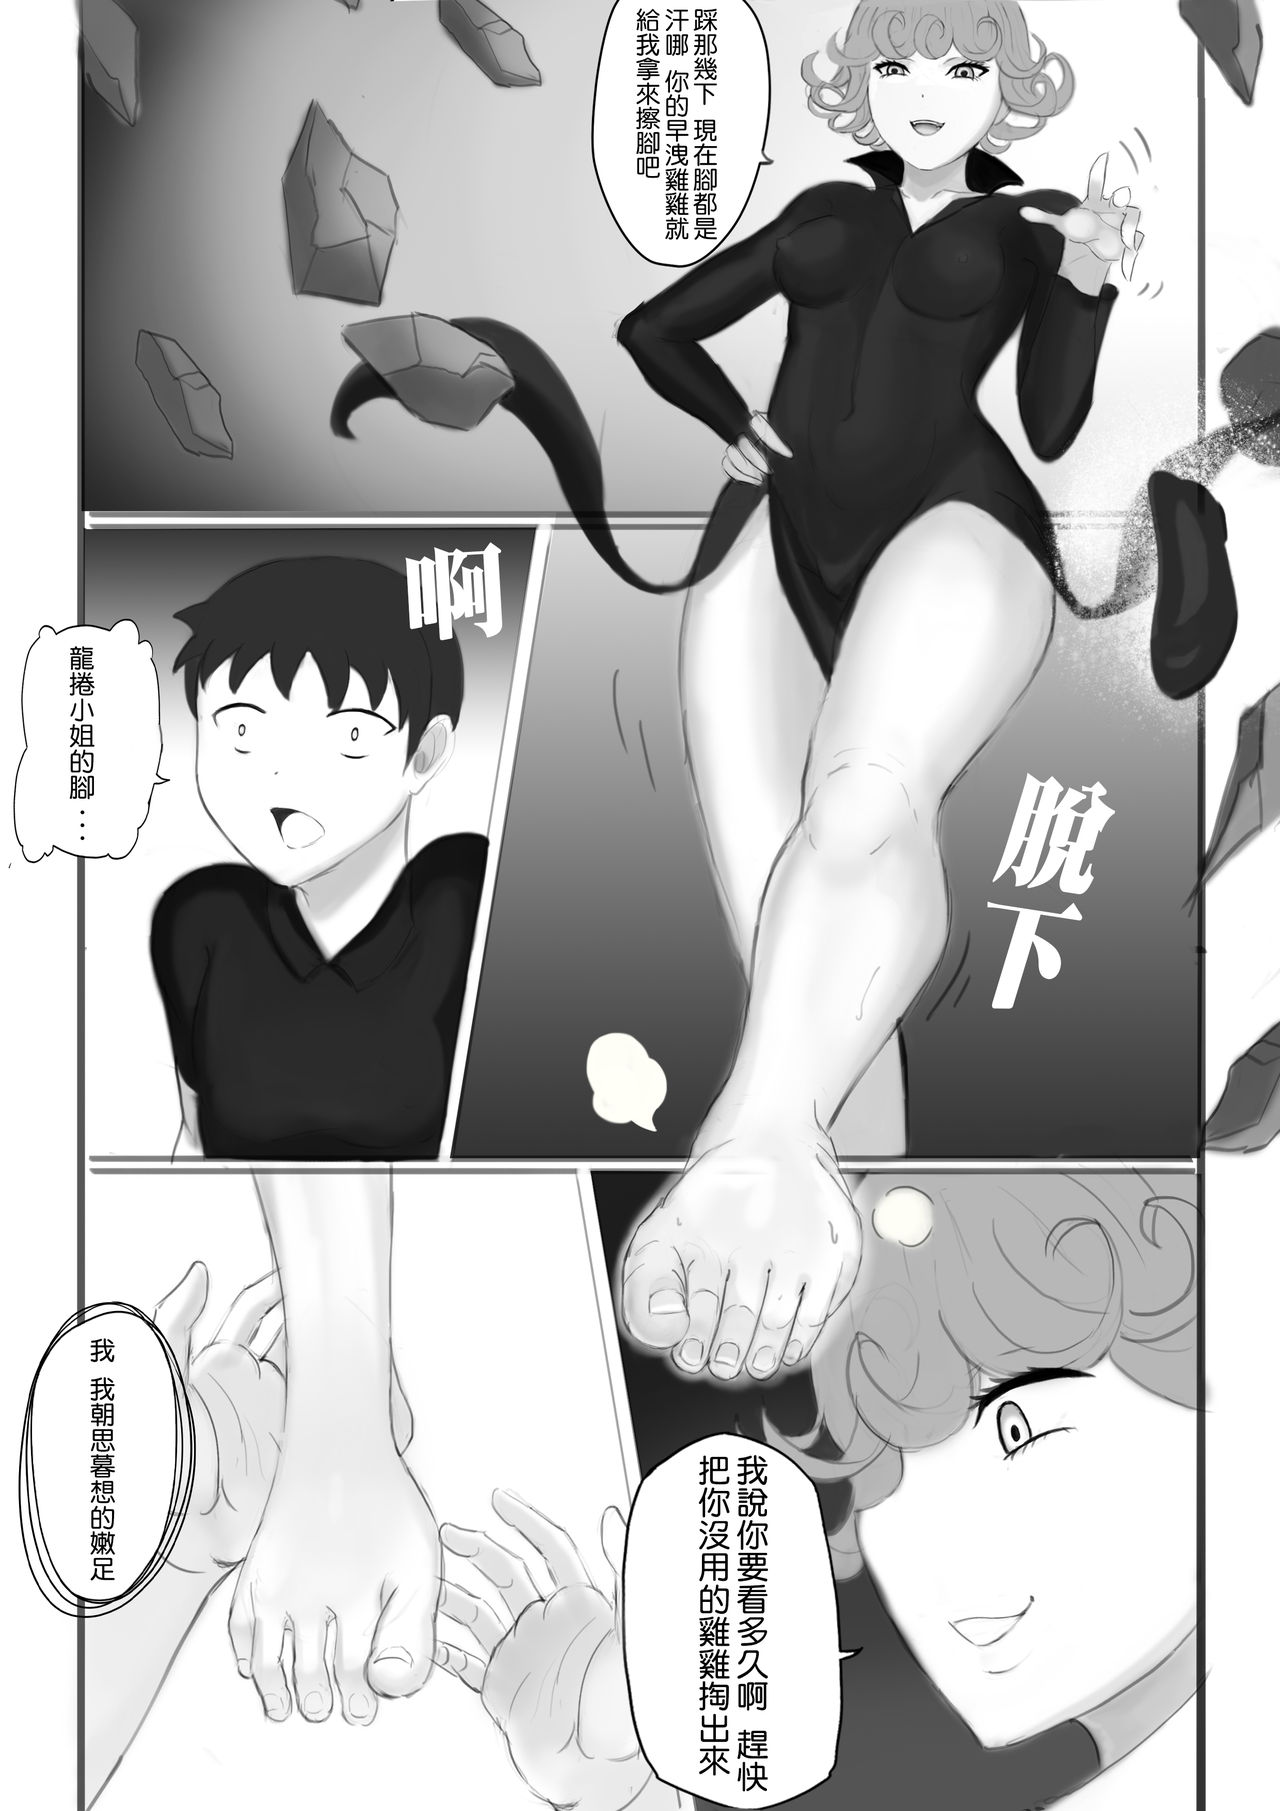 踩那幾下 現在腳都是
汗哪 你的早洩雞雞就
給我拿來擦腳吧
脫下
啊
龍捲小姐的腳...
我說你要看多久啊 趕快
把你沒用的雞雞掏出來
我 我朝思暮想的嫩足